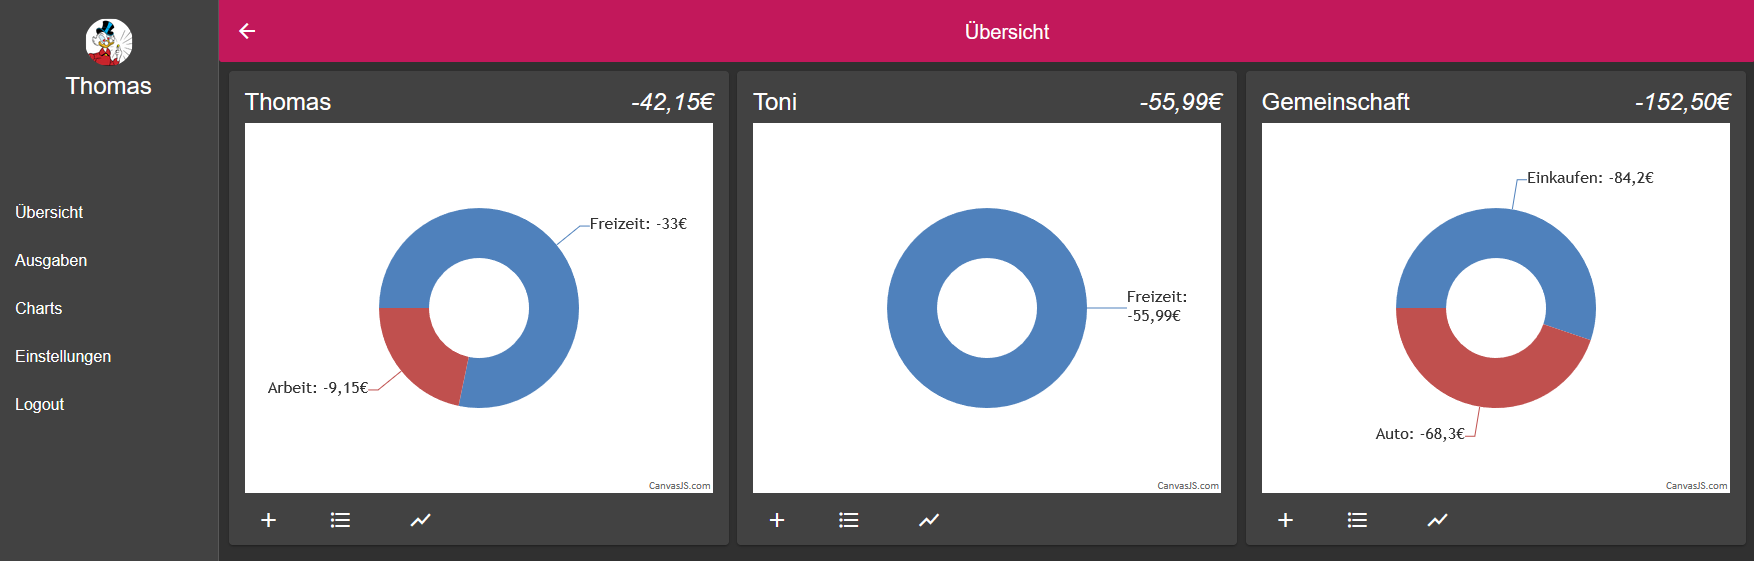 Thomas
Übersicht
Ausgaben
Charts
Einstellungen
Logout
Übersicht
Thomas -42,15€
Freizeit: -33€
Arbeit: -9,15€
CanvasJS.com
Toni -55,99€
Freizeit:
-55,99€
CanvasJS.com
Gemeinschaft -152,50€
Einkaufen: -84,2€
Auto: -68,3€
CanvasJS.com